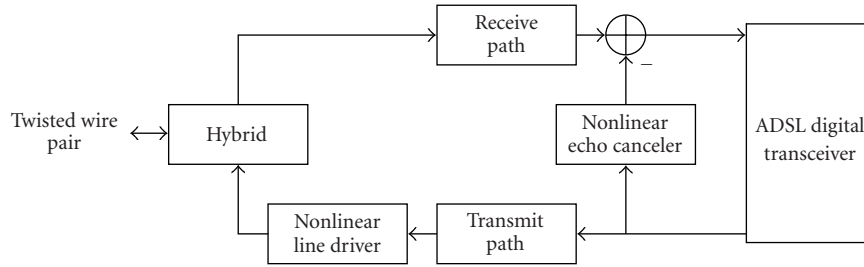 Receive
path
–
Twisted wire
pair
Hybrid
Nonlinear
echo canceler
ADSL digital
transceiver
Nonlinear
line driver
Transmit
path